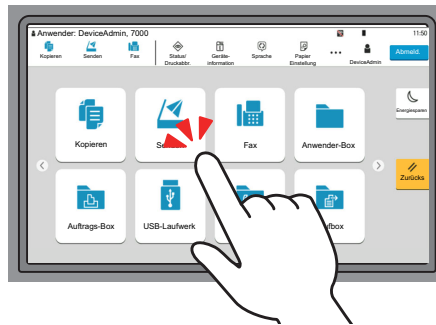 Anwender: DeviceAdmin, 7000
11:50
Kopieren
Senden
Fax
Status/
Druckabbr.
Geräte-
information
Sprache
Papier
Einstellung
DeviceAdmin
Abmeld.
Energiesparen
Kopieren
Fax
Anwender-Box
Zurücks
Auftrags-Box
USB-Laufwerk